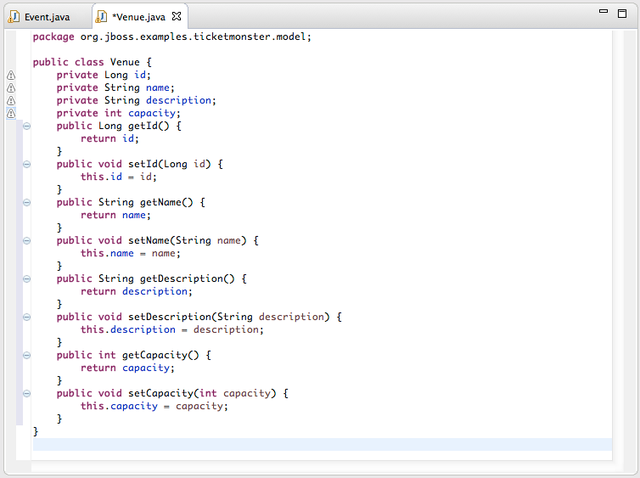 Event.java
*Venue.java
package org.jboss.examples.ticketmonster.model;
public class Venue {
private Long id;
private String name;
private String description;
private int capacity;
public Long getId() {
return id;
}
public void setId(Long id) {
this.id = id;
}
public String getName() {
return name;
}
public void setName(String name) {
this.name = name;
}
public String getDescription() {
return description;
}
public void setDescription(String description) {
this.description = description;
}
public int getCapacity() {
return capacity;
}
public void setCapacity(int capacity) {
this.capacity = capacity;
}
}